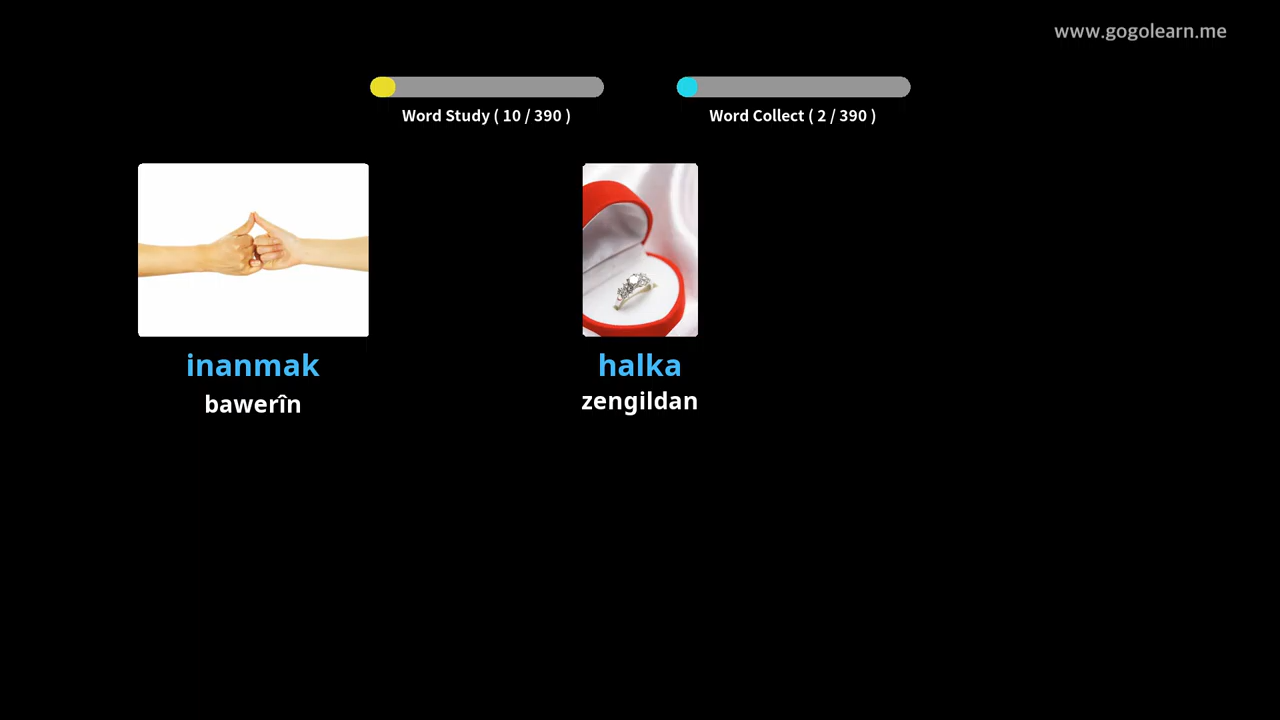 www.gogolearn.me
Word Study ( 10 / 390 )
Word Collect ( 2 / 390 )
inanmak
bawerîn
halka
zengildan